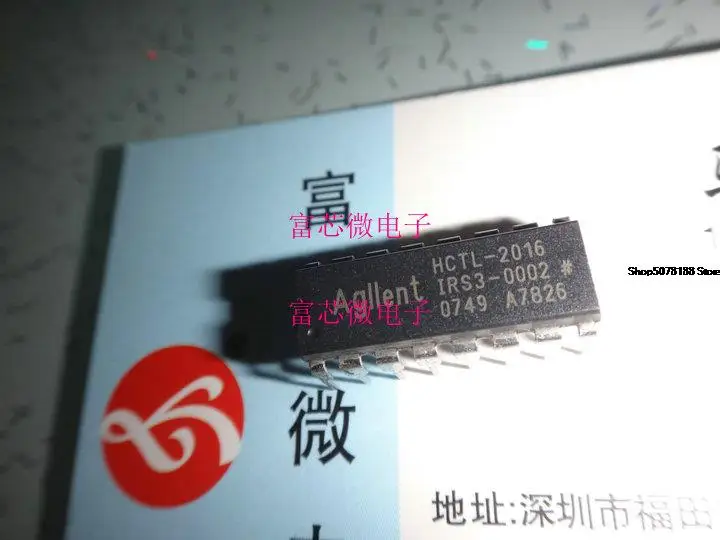 富
富芯微电子
HCTL-2016
Agilent IRS3-0002 #
0749 A7826
富芯微电子
Shop5078188 Store
微
地址:深圳市福田